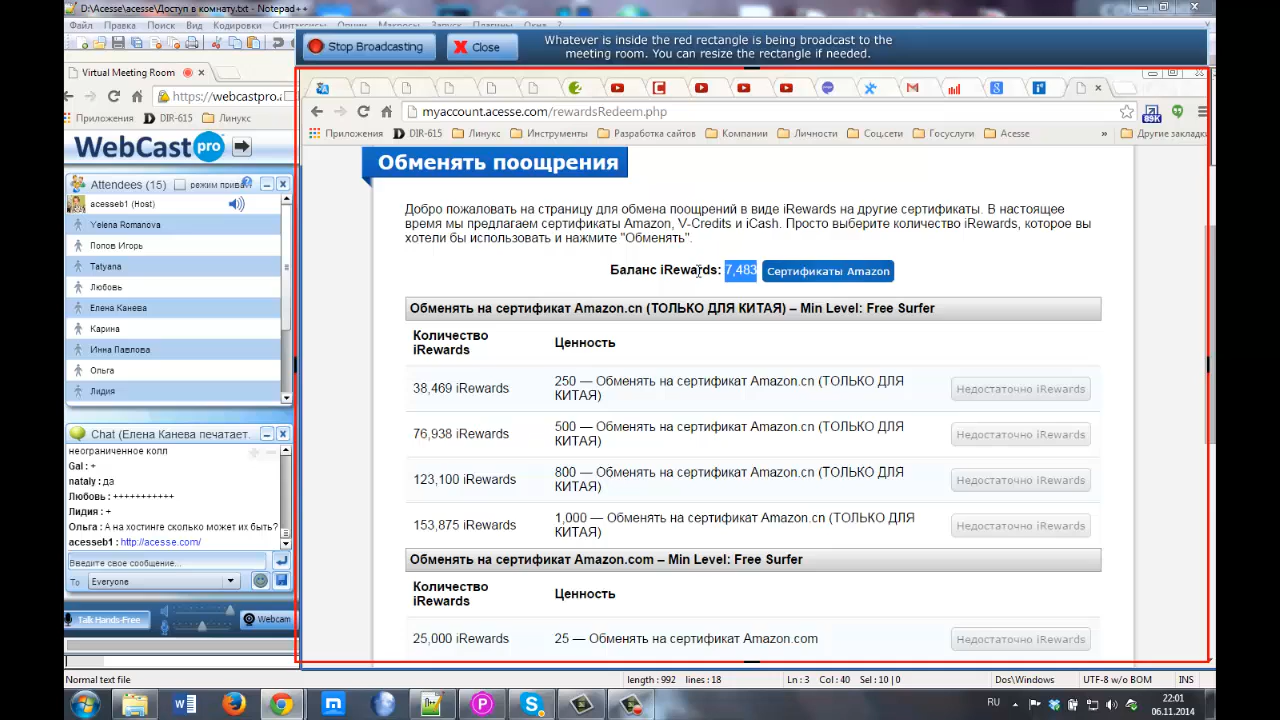 D:\Acesse\acesse\Доступ в комнату.txt - Notepad++
Файл Правка Поиск Вид Кодировки Синтаксисы Опции Макросы Запуск Плагины Окна ?
Stop Broadcasting
Close
Whatever is inside the red rectangle is being broadcast to the
meeting room. You can resize the rectangle if needed.
Virtual Meeting Room
https://webcastpro.
Приложения DIR-615 Линукс
WebCast pro
Attendees (15) режим прива
acesseb1 (Host)
Yelena Romanova
Попов Игорь
Tatyana
Любовь
Елена Канева
Карина
Инна Павлова
Ольга
Лидия
Chat (Елена Канева печатает.
неограниченное колл
Gal : +
nataly : да
Любовь : +++++++++++
Лидия : +
Ольга : А на хостинге сколько может их быть?
acesseb1 : http://acesse.com/
Введите свое сообщение...
To Everyone
Talk Hands-Free
Webcam
myaccount.acesse.com/rewardsRedeem.php
89K
Приложения DIR-615 Линукс Инструменты Разработка сайтов Компании Личности Соц.сети Госуслуги Acesse » Другие закладки
Обменять поощрения
Добро пожаловать на страницу для обмена поощрений в виде iRewards на другие сертификаты. В настоящее
время мы предлагаем сертификаты Amazon, V-Credits и iCash. Просто выберите количество iRewards, которое вы
хотели бы использовать и нажмите "Обменять".
Баланс iRewards: 7,483 Сертификаты Amazon
Обменять на сертификат Amazon.cn (ТОЛЬКО ДЛЯ КИТАЯ) – Min Level: Free Surfer
Количество
iRewards
Ценность
38,469 iRewards
250 — Обменять на сертификат Amazon.cn (ТОЛЬКО ДЛЯ
КИТАЯ)
Недостаточно iRewards
76,938 iRewards
500 — Обменять на сертификат Amazon.cn (ТОЛЬКО ДЛЯ
КИТАЯ)
Недостаточно iRewards
123,100 iRewards
800 — Обменять на сертификат Amazon.cn (ТОЛЬКО ДЛЯ
КИТАЯ)
Недостаточно iRewards
153,875 iRewards
1,000 — Обменять на сертификат Amazon.cn (ТОЛЬКО ДЛЯ
КИТАЯ)
Недостаточно iRewards
Обменять на сертификат Amazon.com – Min Level: Free Surfer
Количество
iRewards
Ценность
25,000 iRewards
25 — Обменять на сертификат Amazon.com
Недостаточно iRewards
Normal text file
length : 992 lines : 18
Ln : 3 Col : 40 Sel : 10 | 0
Dos\Windows
UTF-8 w/o BOM
INS
RU
22:01
06.11.2014